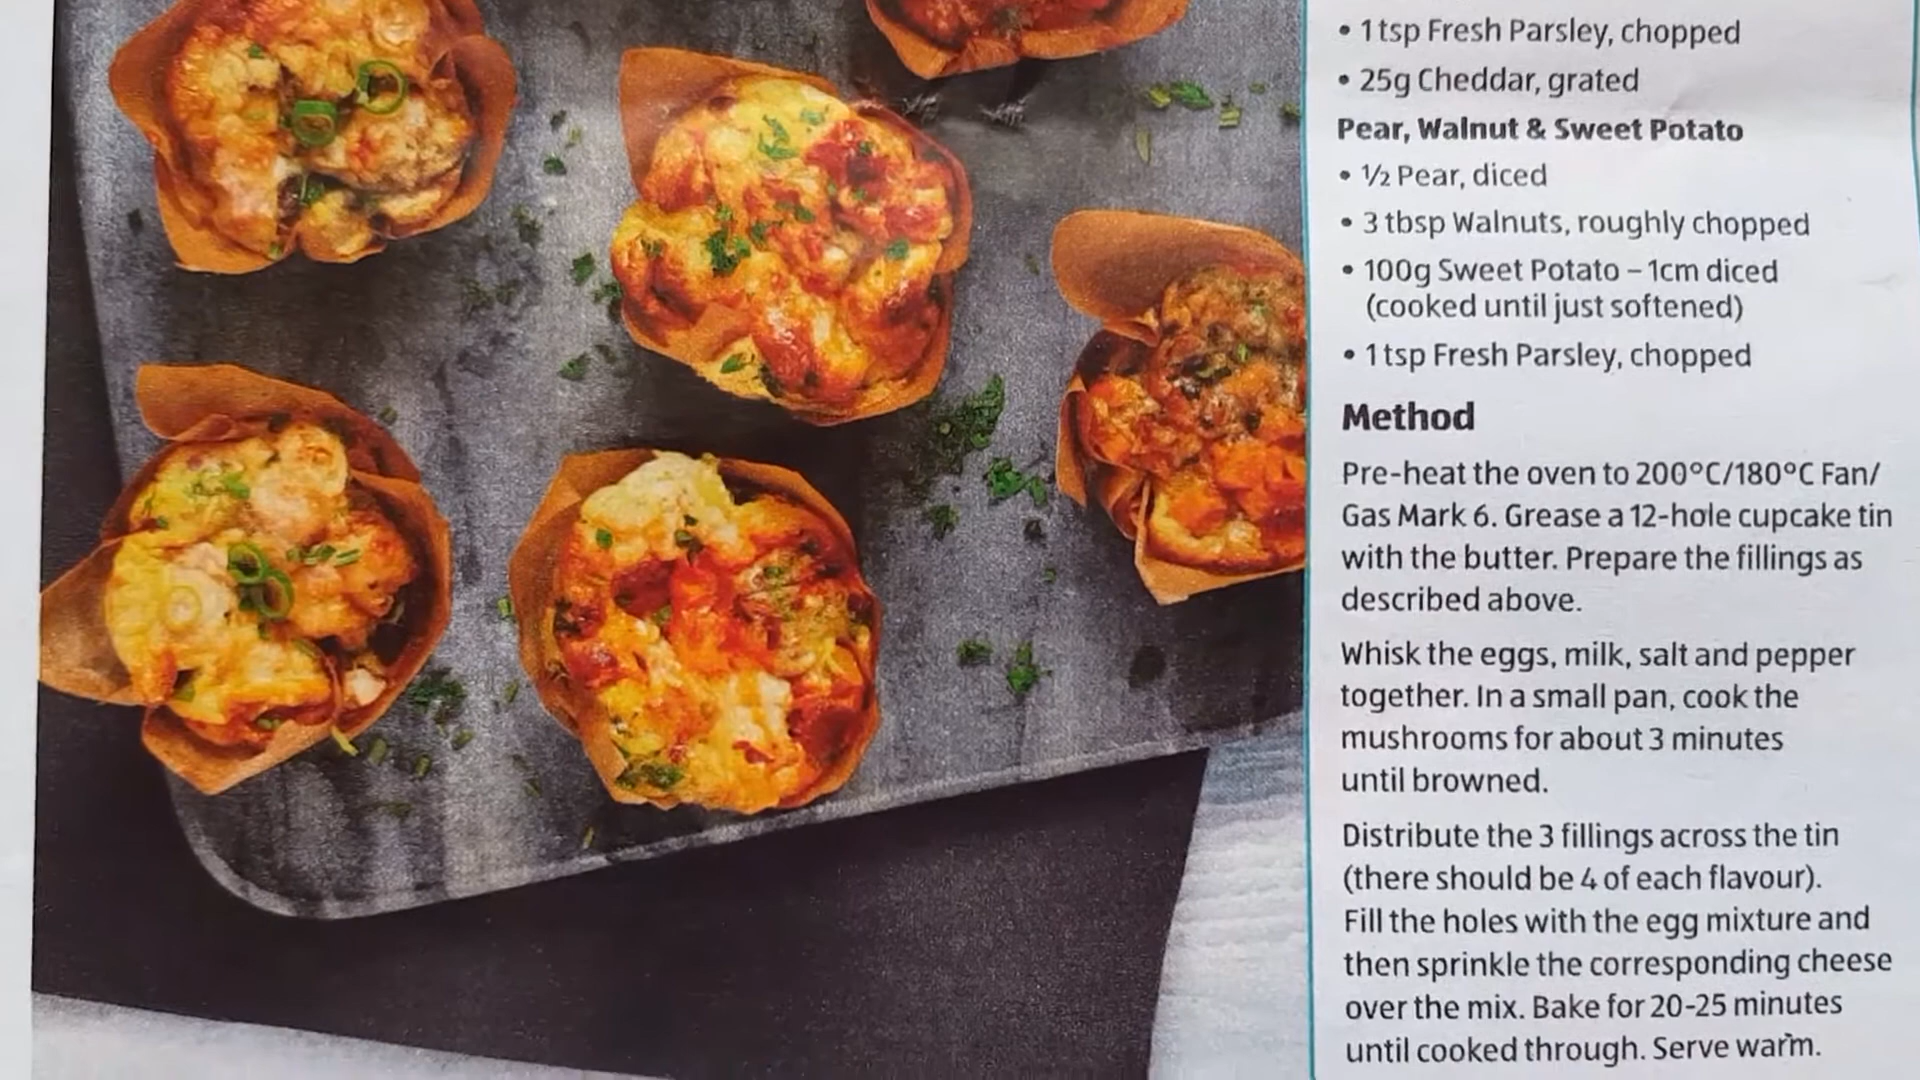 • 1 tsp Fresh Parsley, chopped
• 25g Cheddar, grated
Pear, Walnut & Sweet Potato
• ½ Pear, diced
• 3 tbsp Walnuts, roughly chopped
• 100g Sweet Potato – 1cm diced
(cooked until just softened)
• 1 tsp Fresh Parsley, chopped
Method
Pre-heat the oven to 200°C/180°C Fan/
Gas Mark 6. Grease a 12-hole cupcake tin
with the butter. Prepare the fillings as
described above.
Whisk the eggs, milk, salt and pepper
together. In a small pan, cook the
mushrooms for about 3 minutes
until browned.
Distribute the 3 fillings across the tin
(there should be 4 of each flavour).
Fill the holes with the egg mixture and
then sprinkle the corresponding cheese
over the mix. Bake for 20-25 minutes
until cooked through. Serve warm.